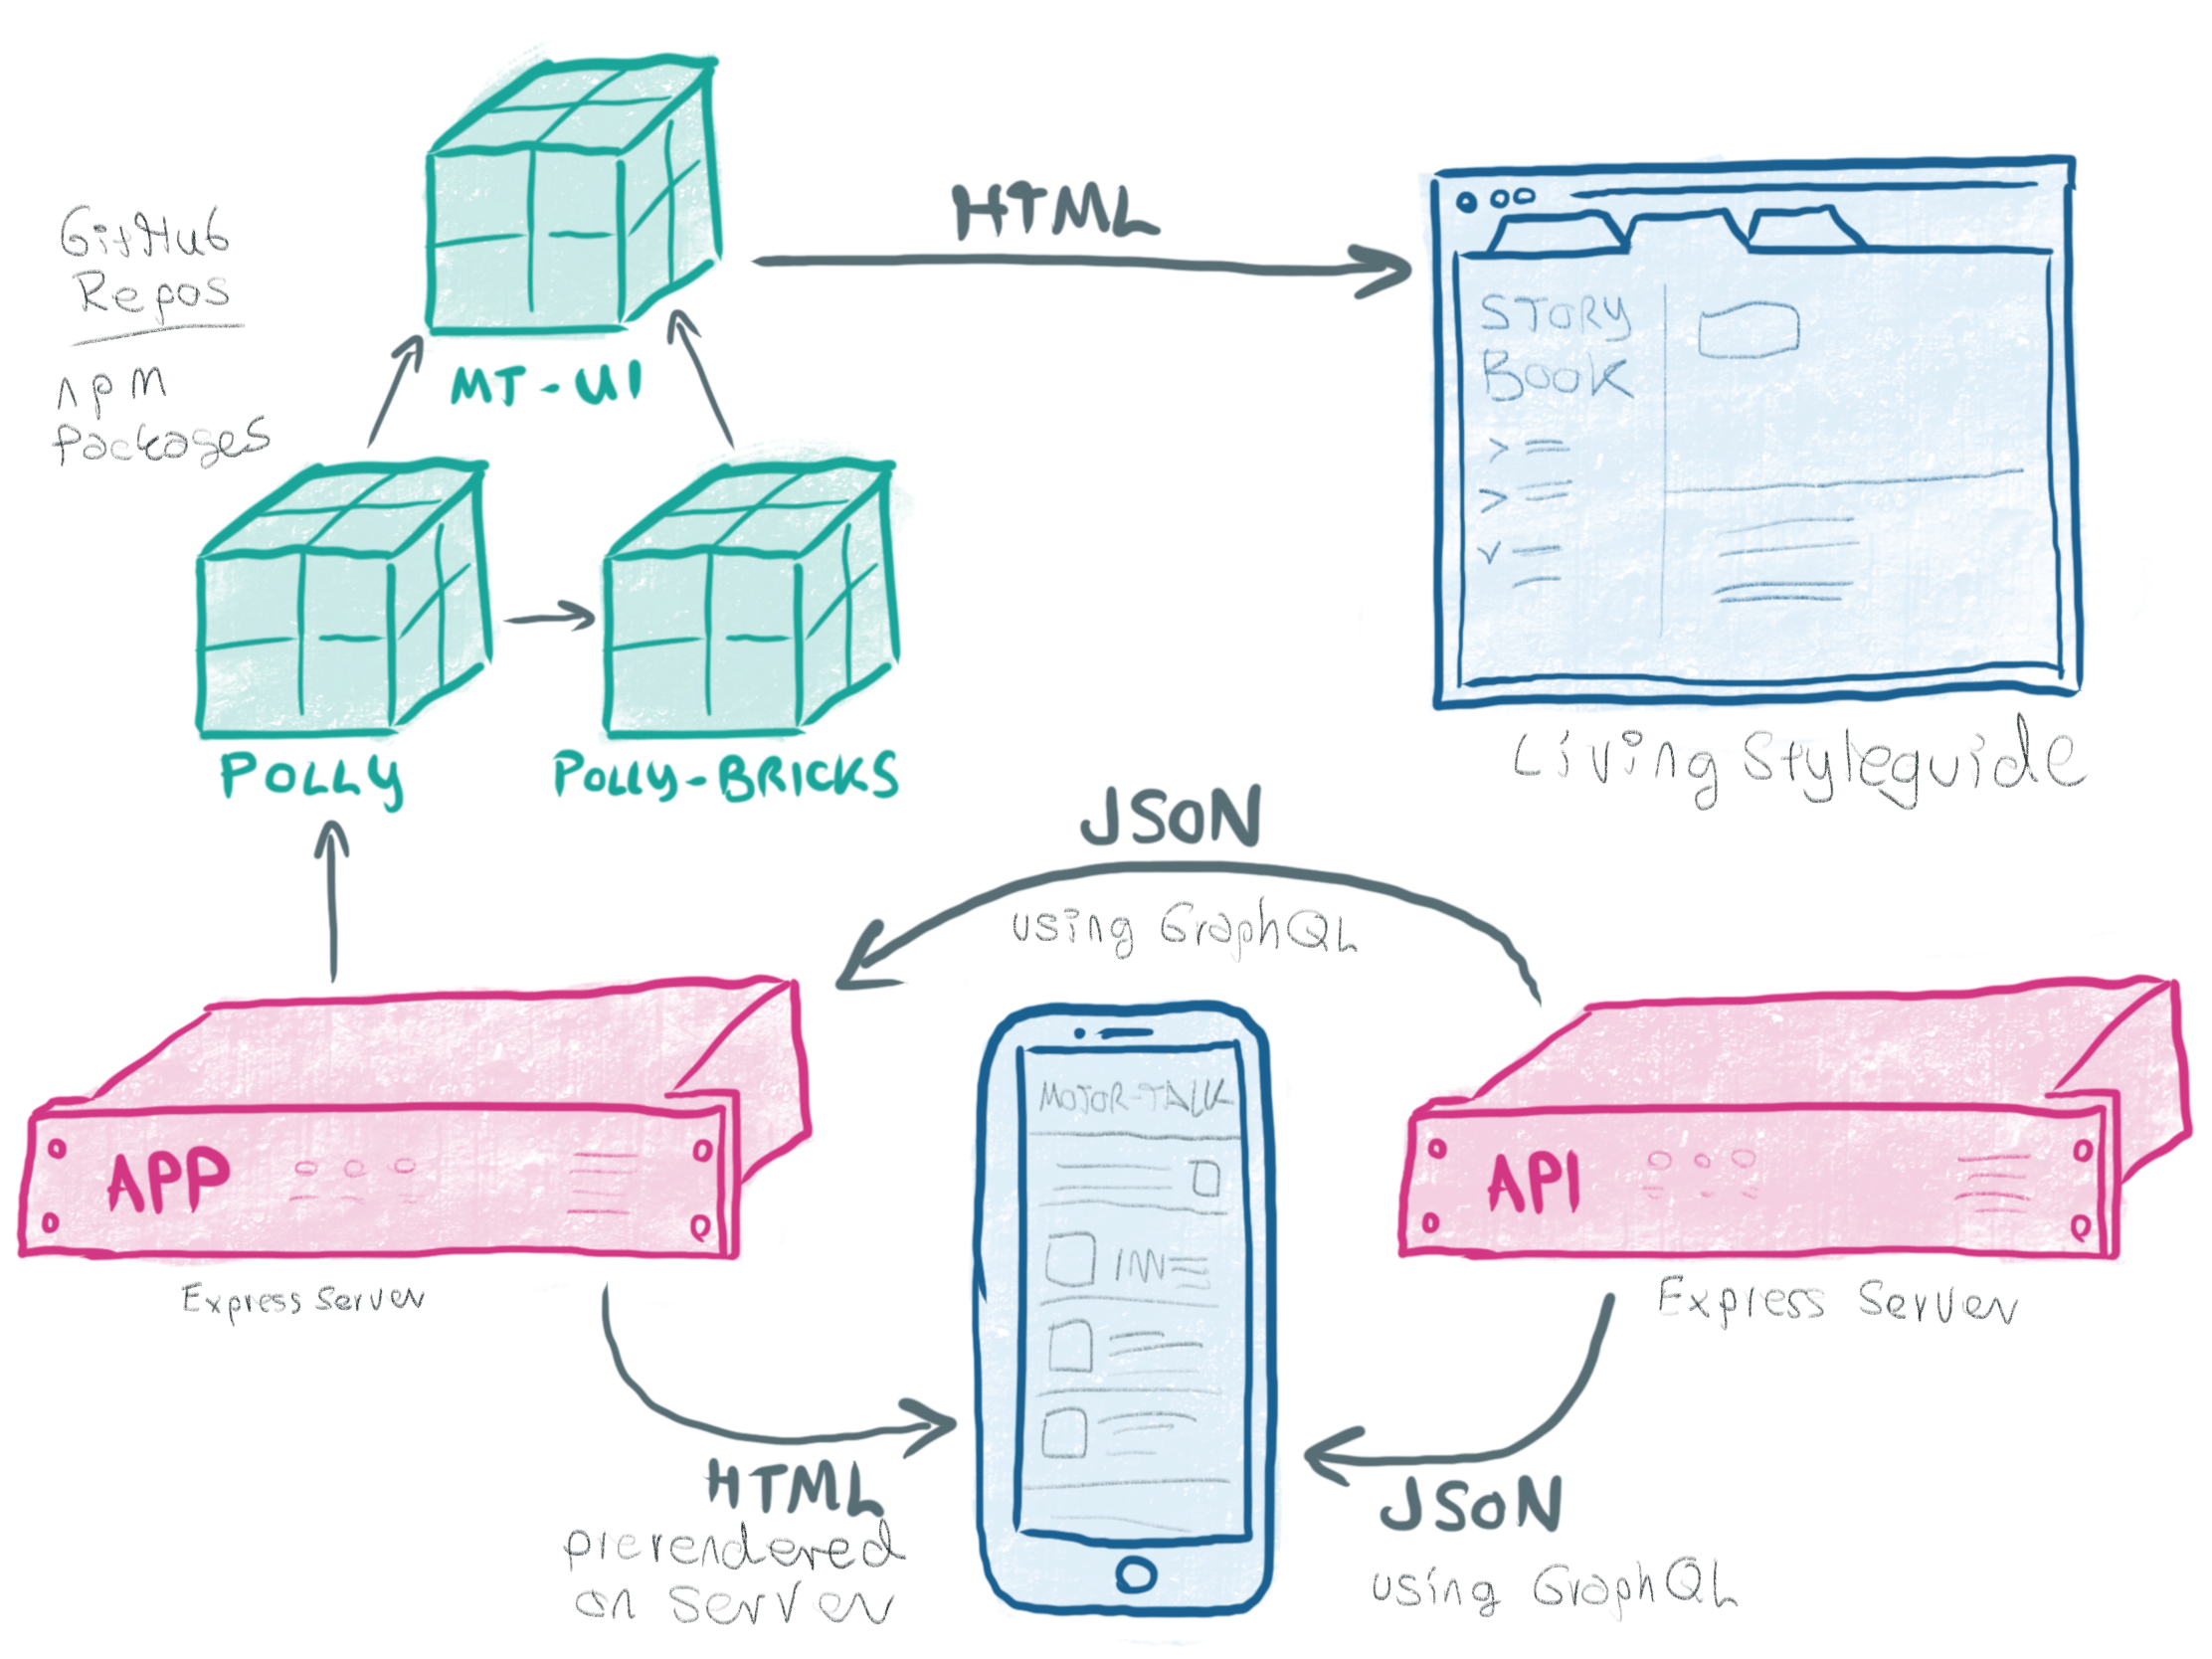 GitHub
Repos
npm
Packages
MT-UI
HTML
STORY
BOOK
POLLY
POLLY-BRICKS
Living Styleguide
JSON
using GraphQL
APP
Express Server
MOTOR-TALK
API
Express Server
HTML
prerendered
on Server
JSON
using GraphQL